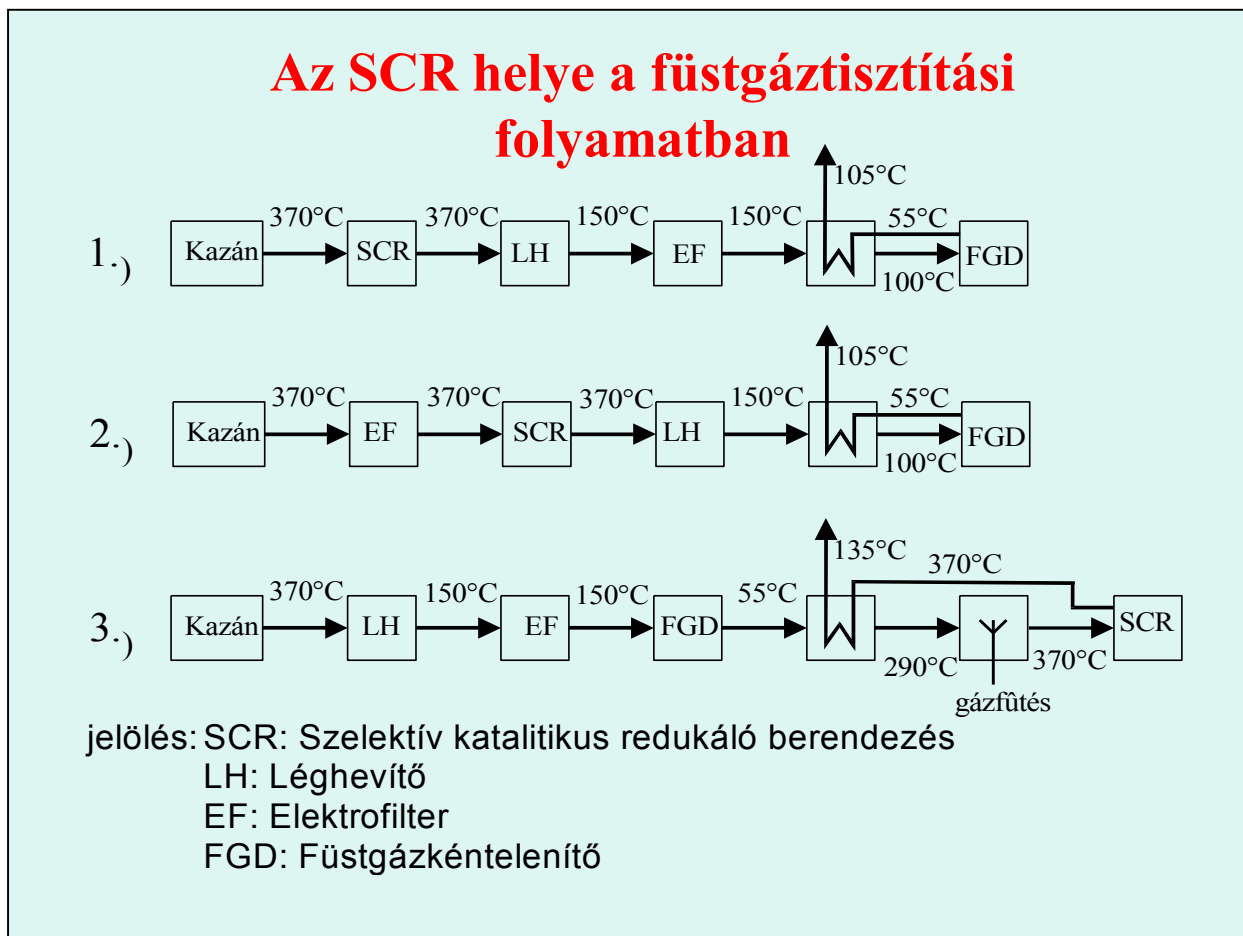 Az SCR helye a füstgáztisztítási
folyamatban
105°C
370°C 370°C 150°C 150°C 55°C
1.) Kazán SCR LH EF FGD
100°C
105°C
370°C 370°C 370°C 150°C 55°C
2.) Kazán EF SCR LH FGD
100°C
135°C
370°C 150°C 150°C 55°C 370°C
3.) Kazán LH EF FGD SCR
290°C 370°C
gázfûtés
jelölés: SCR: Szelektív katalitikus redukáló berendezés
LH: Léghevítő
EF: Elektrofilter
FGD: Füstgázkéntelenítő